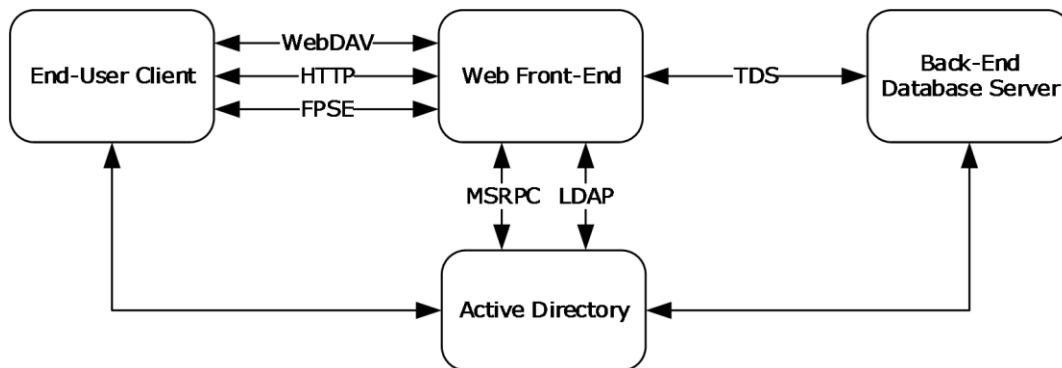 End-User Client
WebDAV
HTTP
FPSE
Web Front-End
TDS
Back-End
Database Server
MSRPC
LDAP
Active Directory